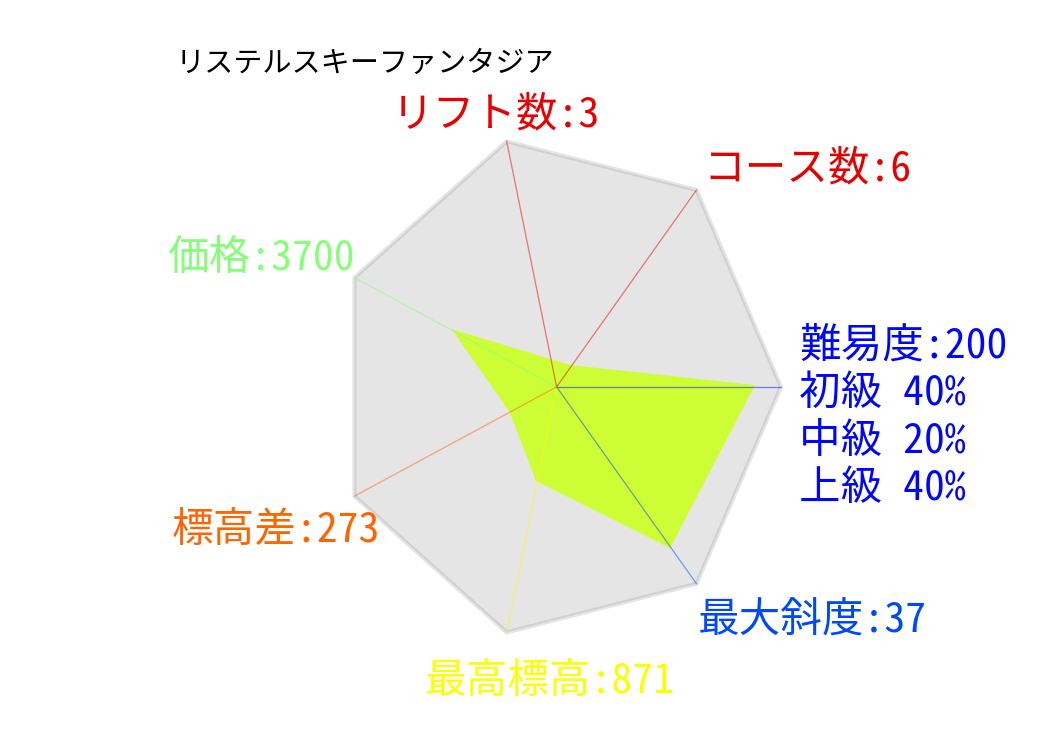 リステルスキーファンタジア
リフト数:3
コース数:6
価格:3700
難易度:200
初級 40%
中級 20%
上級 40%
標高差:273
最大斜度:37
最高標高:871